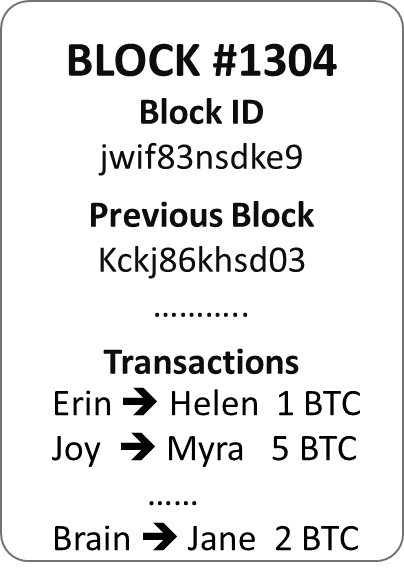 BLOCK #1304
Block ID
jwif83nsdke9
Previous Block
Kckj86khsd03
...........
Transactions
Erin ➔ Helen 1 BTC
Joy ➔ Myra 5 BTC
......
Brain ➔ Jane 2 BTC